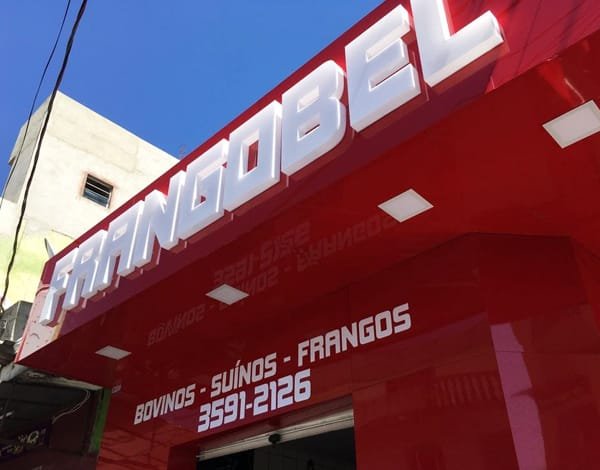 FRANGOBEL
BOVINOS - SUÍNOS - FRANGOS
3591-2126